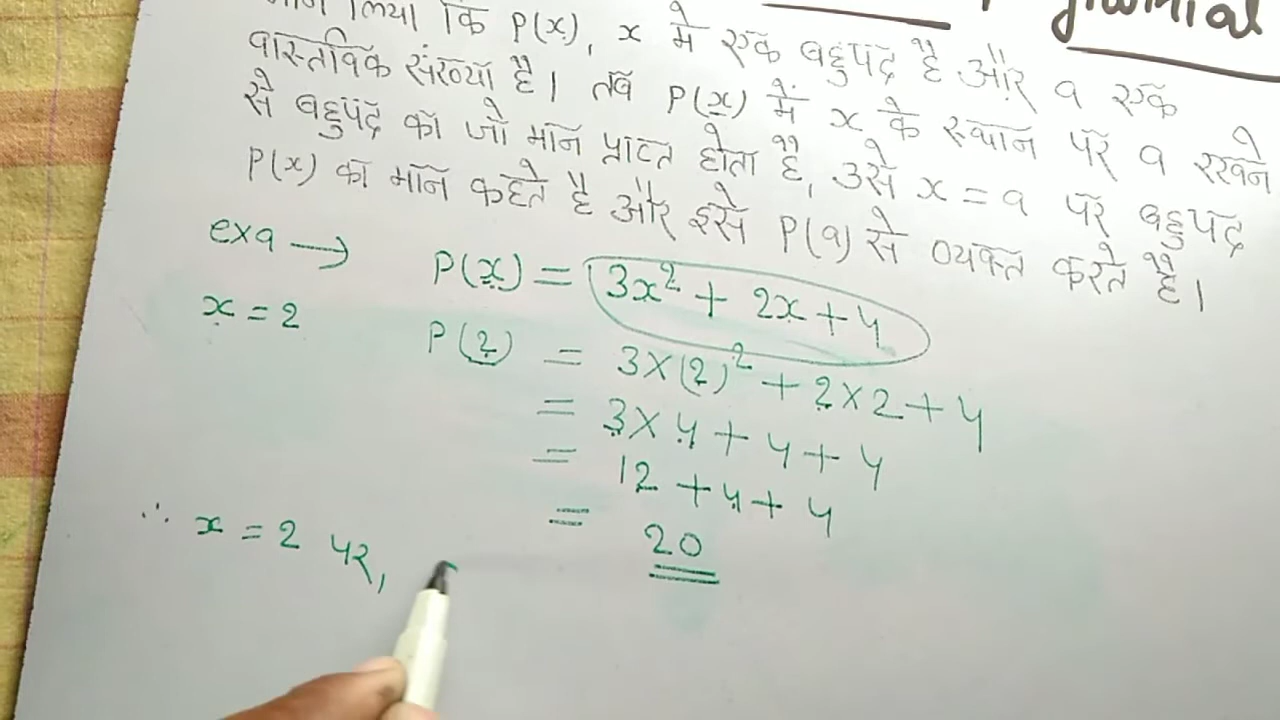 लिया कि P(x), x मे एक बहुपद है और a एक
वास्तविक संख्या है। तब P(x) में x के स्थान पर a रखने
से बहुपद का जो मान प्राप्त होता है, उसे x = a पर बहुपद
P(x) का मान कहते है और इसे P(a) से व्यक्त करते है।
exa → P(x) = 3x² + 2x + 4
x = 2 P(2) = 3×(2)² + 2×2 + 4
= 3×4 + 4 + 4
= 12 + 4 + 4
= 20
∴ x = 2 पर,